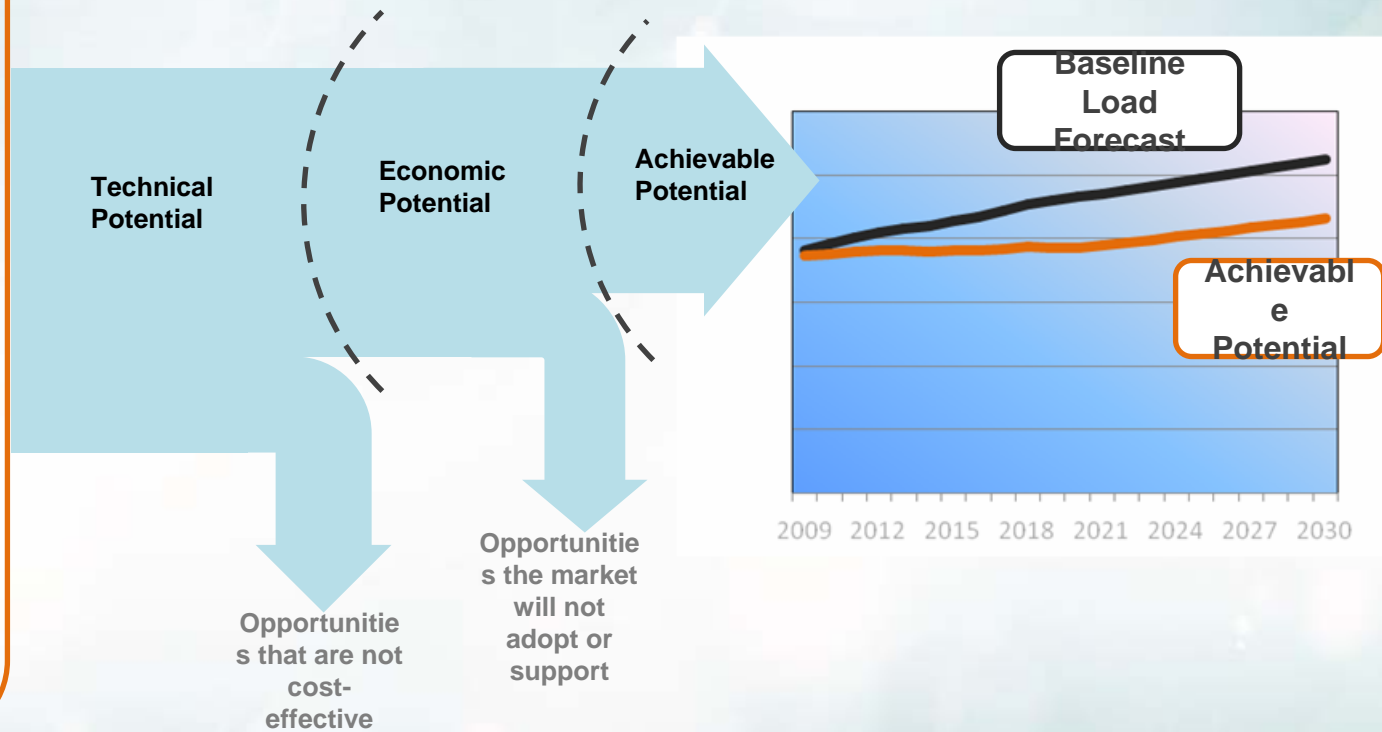 Technical
Potential
Economic
Potential
Achievable
Potential
Opportunitie
s that are not
cost-
effective
Opportunitie
s the market
will not
adopt or
support
Baseline
Load
Forecast
Achievabl
e
Potential
2009 2012 2015 2018 2021 2024 2027 2030